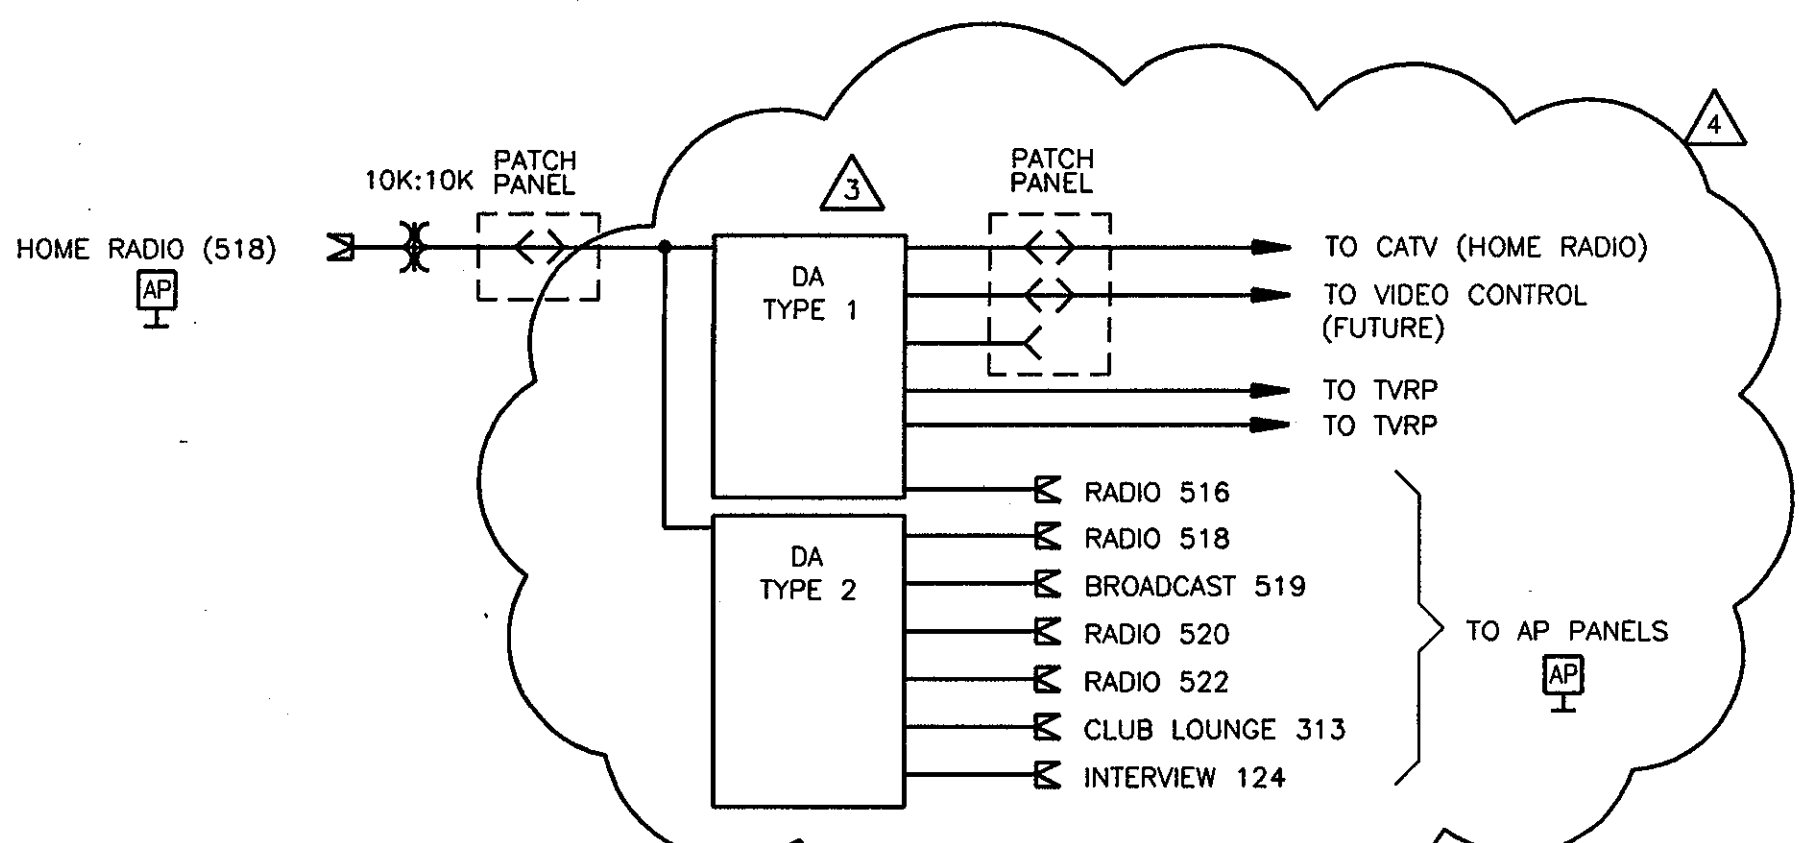 4
PATCH
PANEL
10K:10K
3
PATCH
PANEL
HOME RADIO (518)
AP
DA
TYPE 1
TO CATV (HOME RADIO)
TO VIDEO CONTROL
(FUTURE)
TO TVRP
TO TVRP
RADIO 516
DA
TYPE 2
RADIO 518
BROADCAST 519
RADIO 520
RADIO 522
CLUB LOUNGE 313
INTERVIEW 124
TO AP PANELS
AP